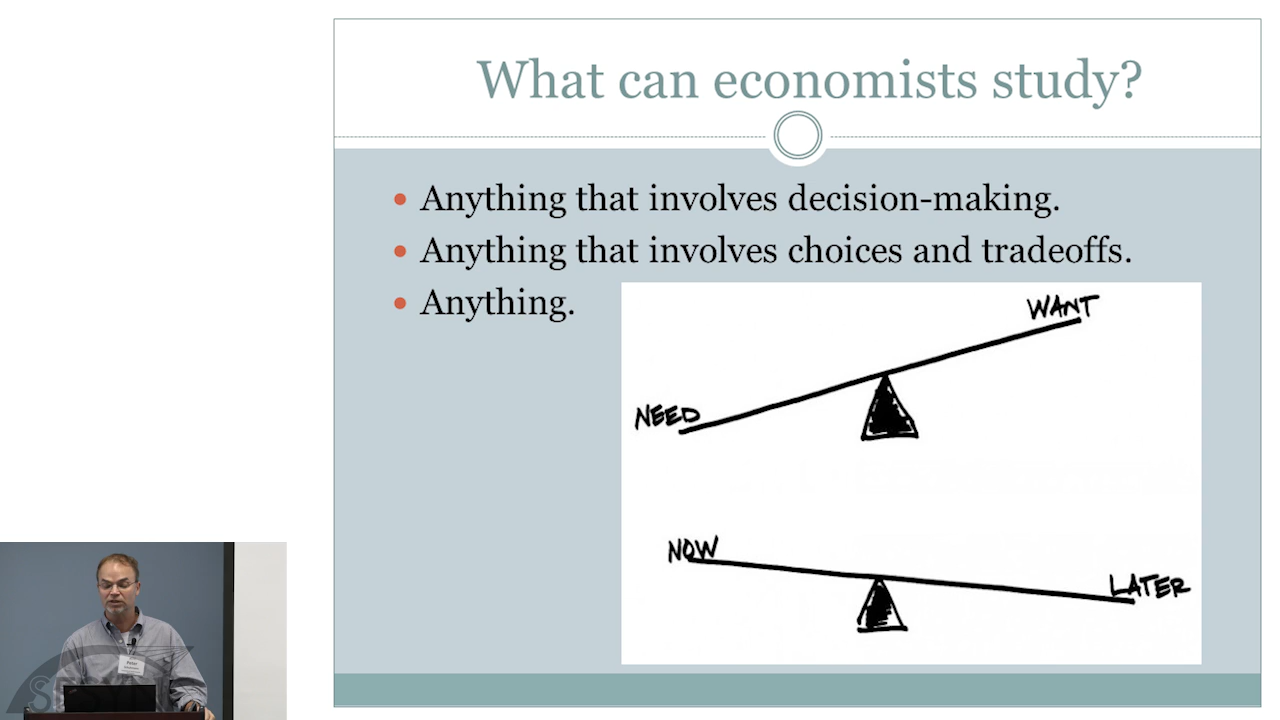 What can economists study?
Anything that involves decision-making.
Anything that involves choices and tradeoffs.
Anything.
WANT
NEED
NOW
LATER
Peter